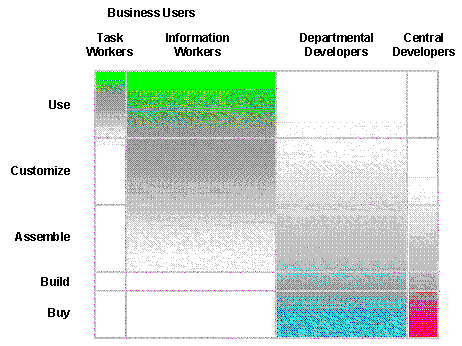 Business Users
Task Information Departmental Central
Workers Workers Developers Developers
Use
Customize
Assemble
Build
Buy